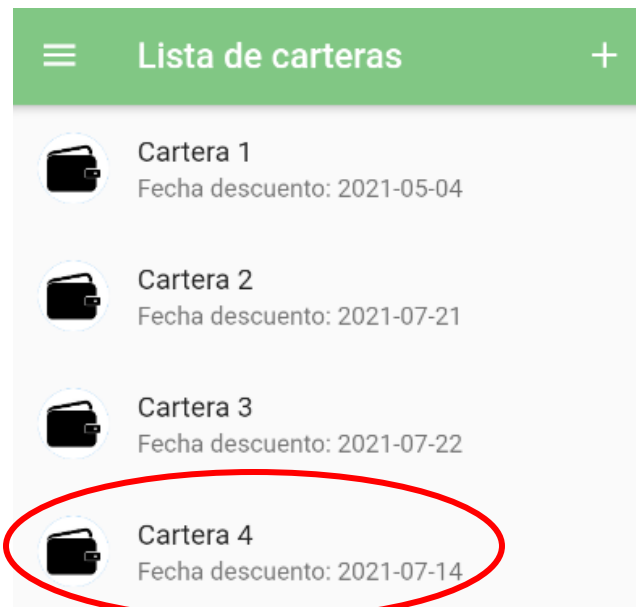 Lista de carteras
Cartera 1
Fecha descuento: 2021-05-04
Cartera 2
Fecha descuento: 2021-07-21
Cartera 3
Fecha descuento: 2021-07-22
Cartera 4
Fecha descuento: 2021-07-14